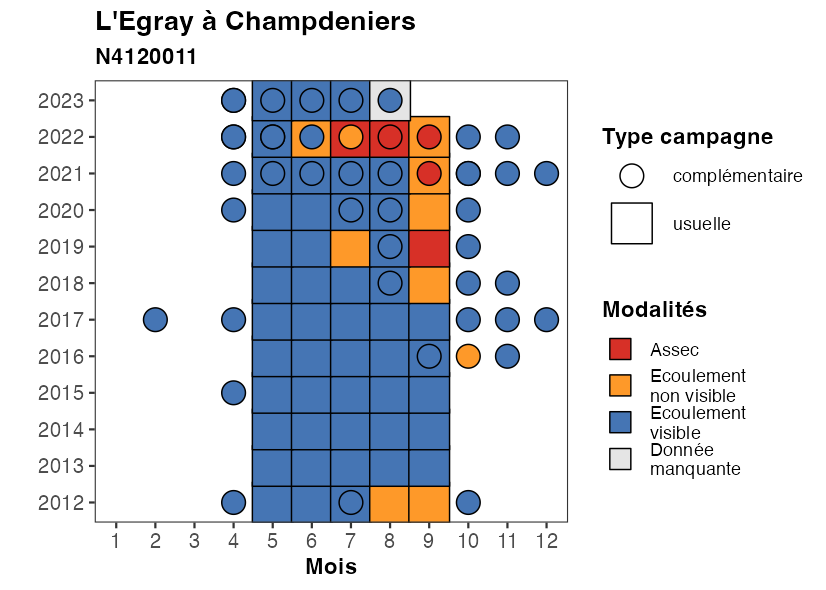 L'Egray à Champdeniers
N4120011
2023
2022
2021
2020
2019
2018
2017
2016
2015
2014
2013
2012
1 2 3 4 5 6 7 8 9 10 11 12
Mois
Type campagne
complémentaire
usuelle
Modalités
Assec
Ecoulement
non visible
Ecoulement
visible
Donnée
manquante